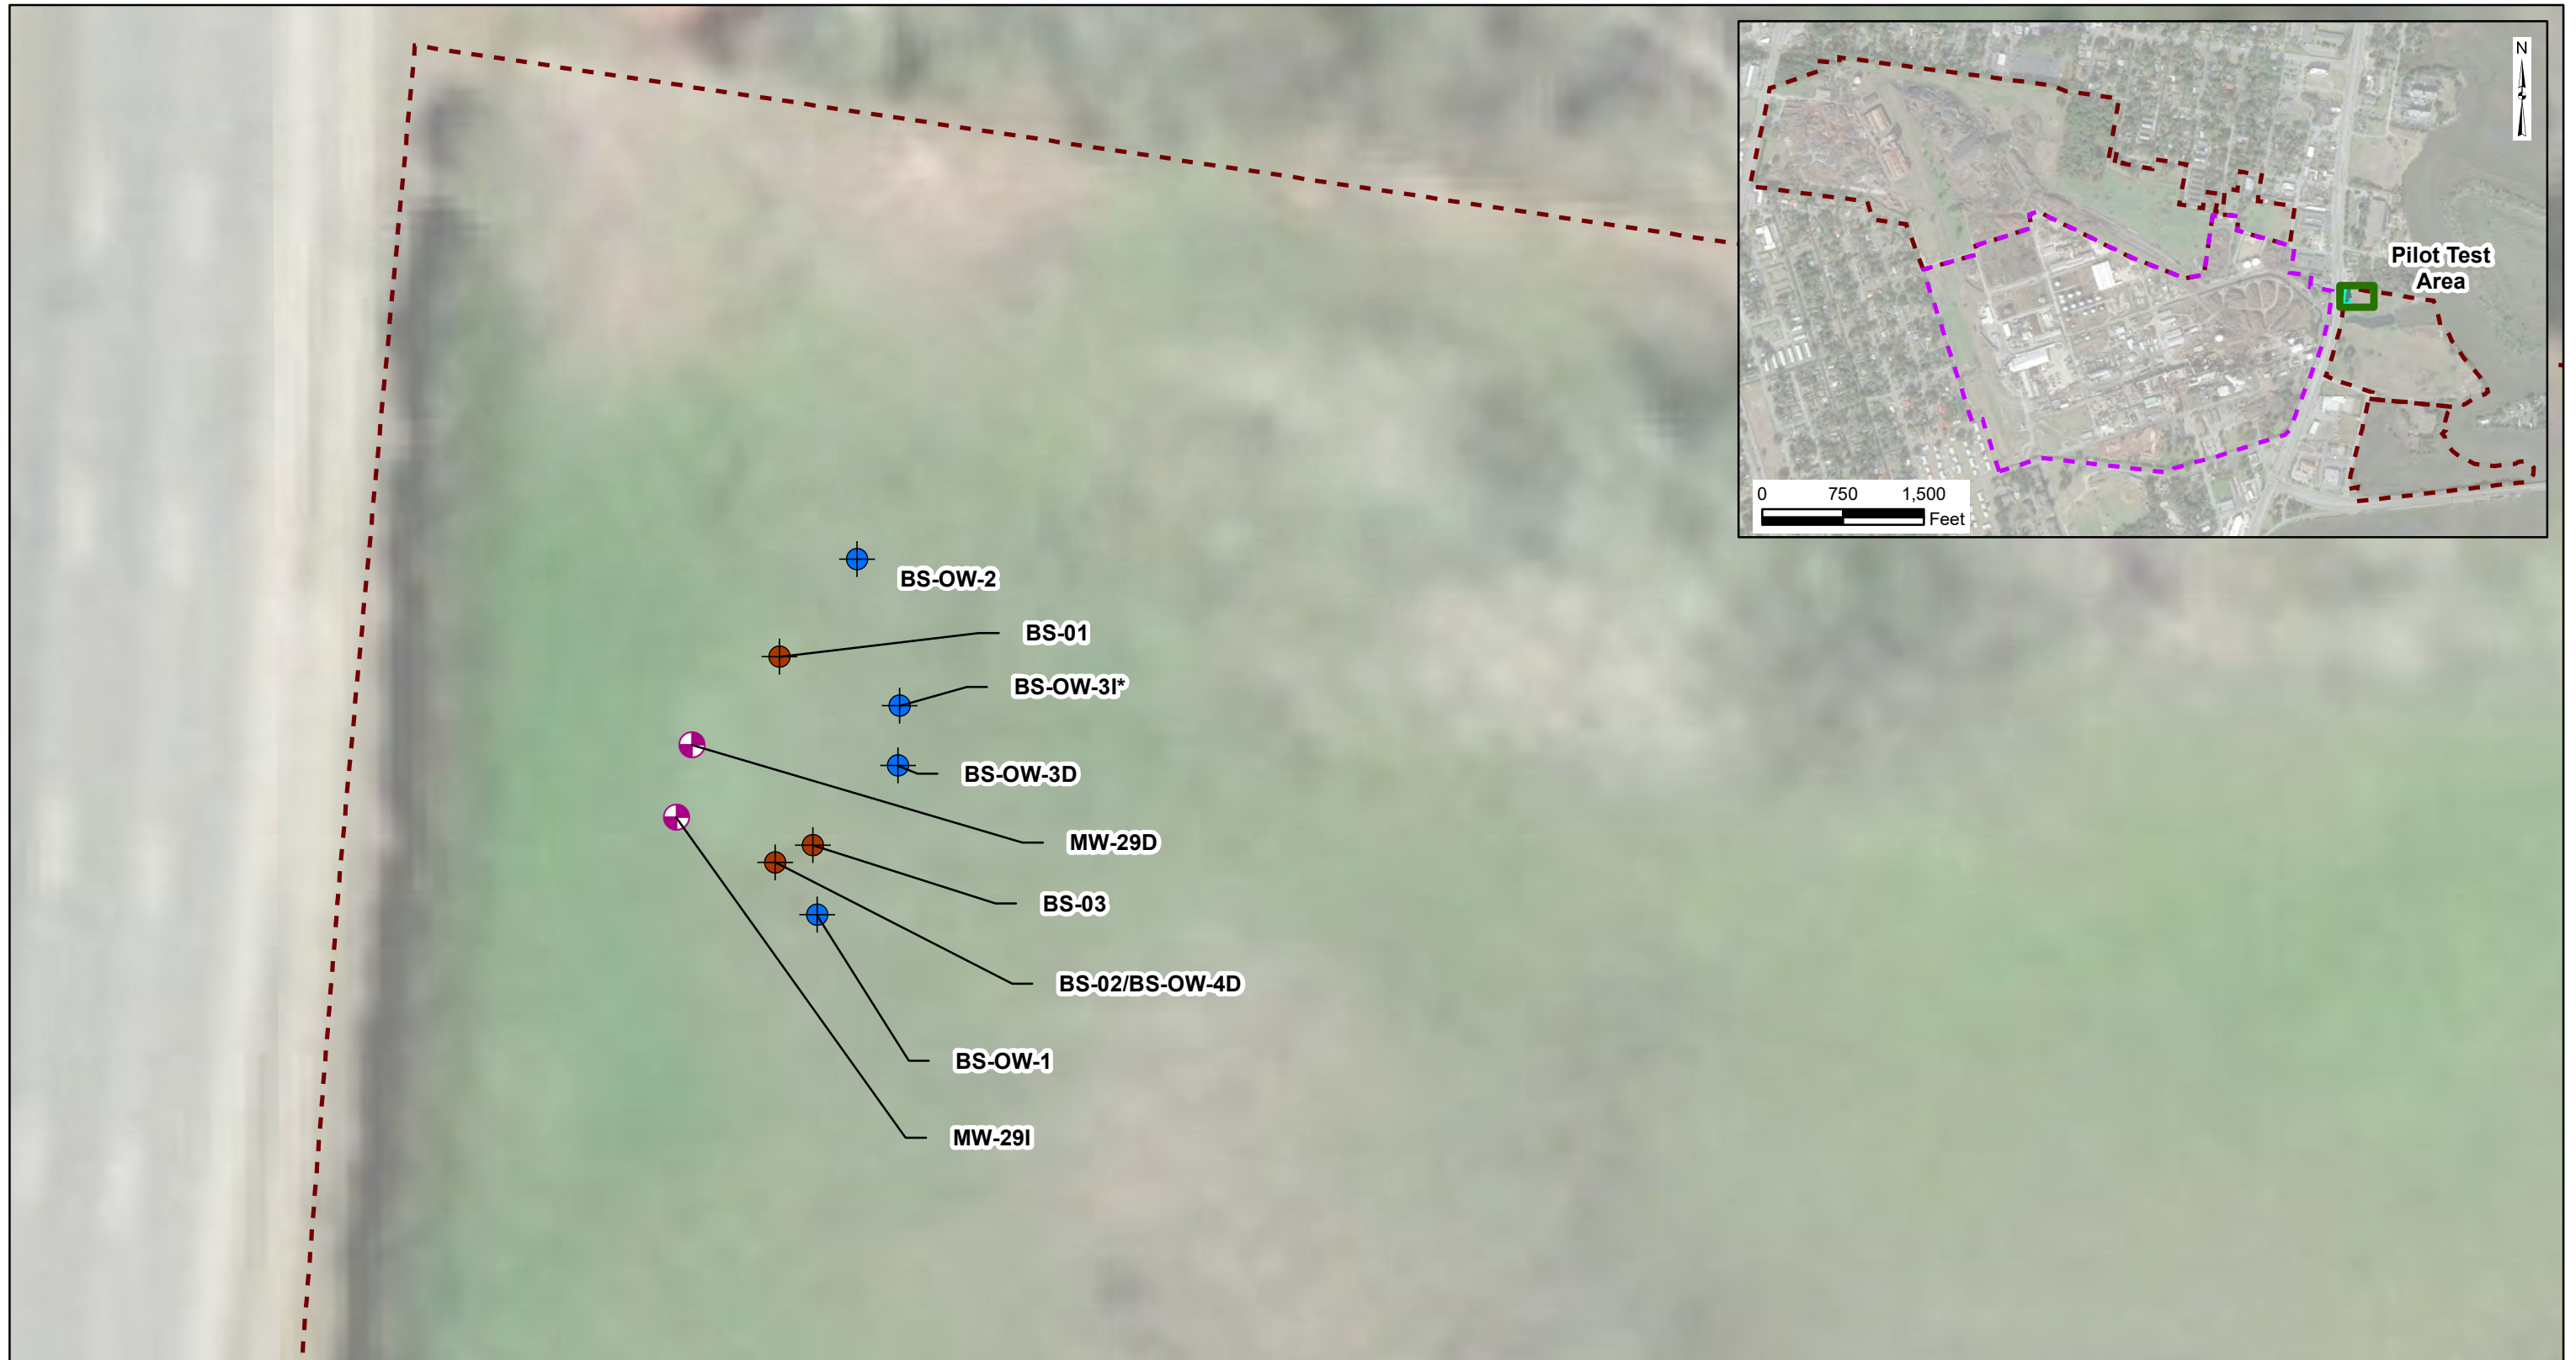 N
Pilot Test
Area
0 750 1,500
Feet
BS-OW-2
BS-01
BS-OW-3I*
BS-OW-3D
MW-29D
BS-03
BS-02/BS-OW-4D
BS-OW-1
MW-29I